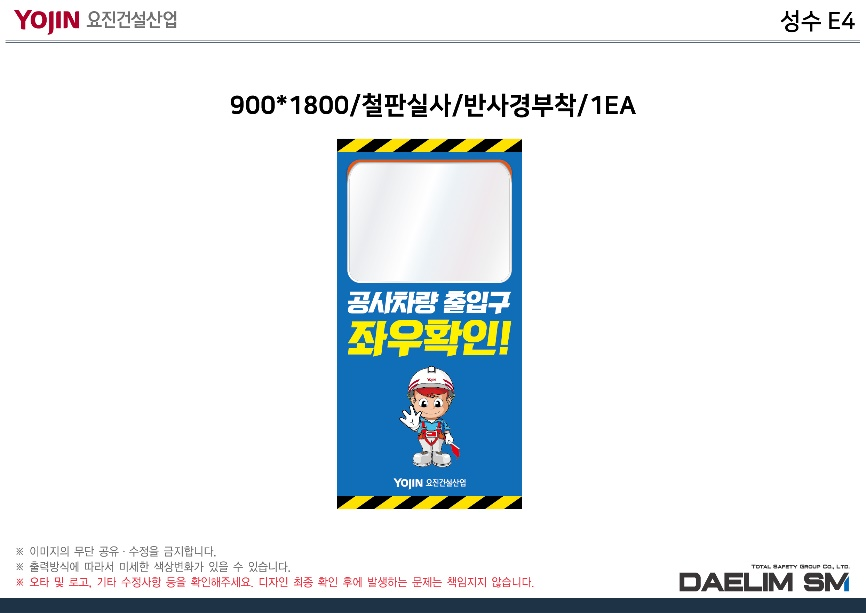 YOJIN 요진건설산업
성수 E4
900*1800/철판실사/반사경부착/1EA
공사차량 출입구
좌우확인!
Yojin
YOJIN 요진건설산업
※ 이미지의 무단 공유 · 수정을 금지합니다.
※ 출력방식에 따라서 미세한 색상변화가 있을 수 있습니다.
※ 오타 및 로고, 기타 수정사항 등을 확인해주세요. 디자인 최종 확인 후에 발생하는 문제는 책임지지 않습니다.
TOTAL SAFETY GROUP CO., LTD.
DAELIM SM